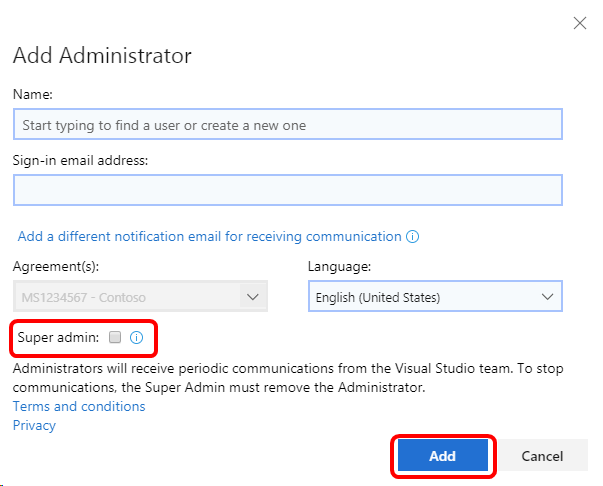 Add Administrator
Name:
Start typing to find a user or create a new one
Sign-in email address:
Add a different notification email for receiving communication
Agreement(s):
Language:
MS1234567 - Contoso
English (United States)
Super admin:
Administrators will receive periodic communications from the Visual Studio team. To stop
communications, the Super Admin must remove the Administrator.
Terms and conditions
Privacy
Add
Cancel